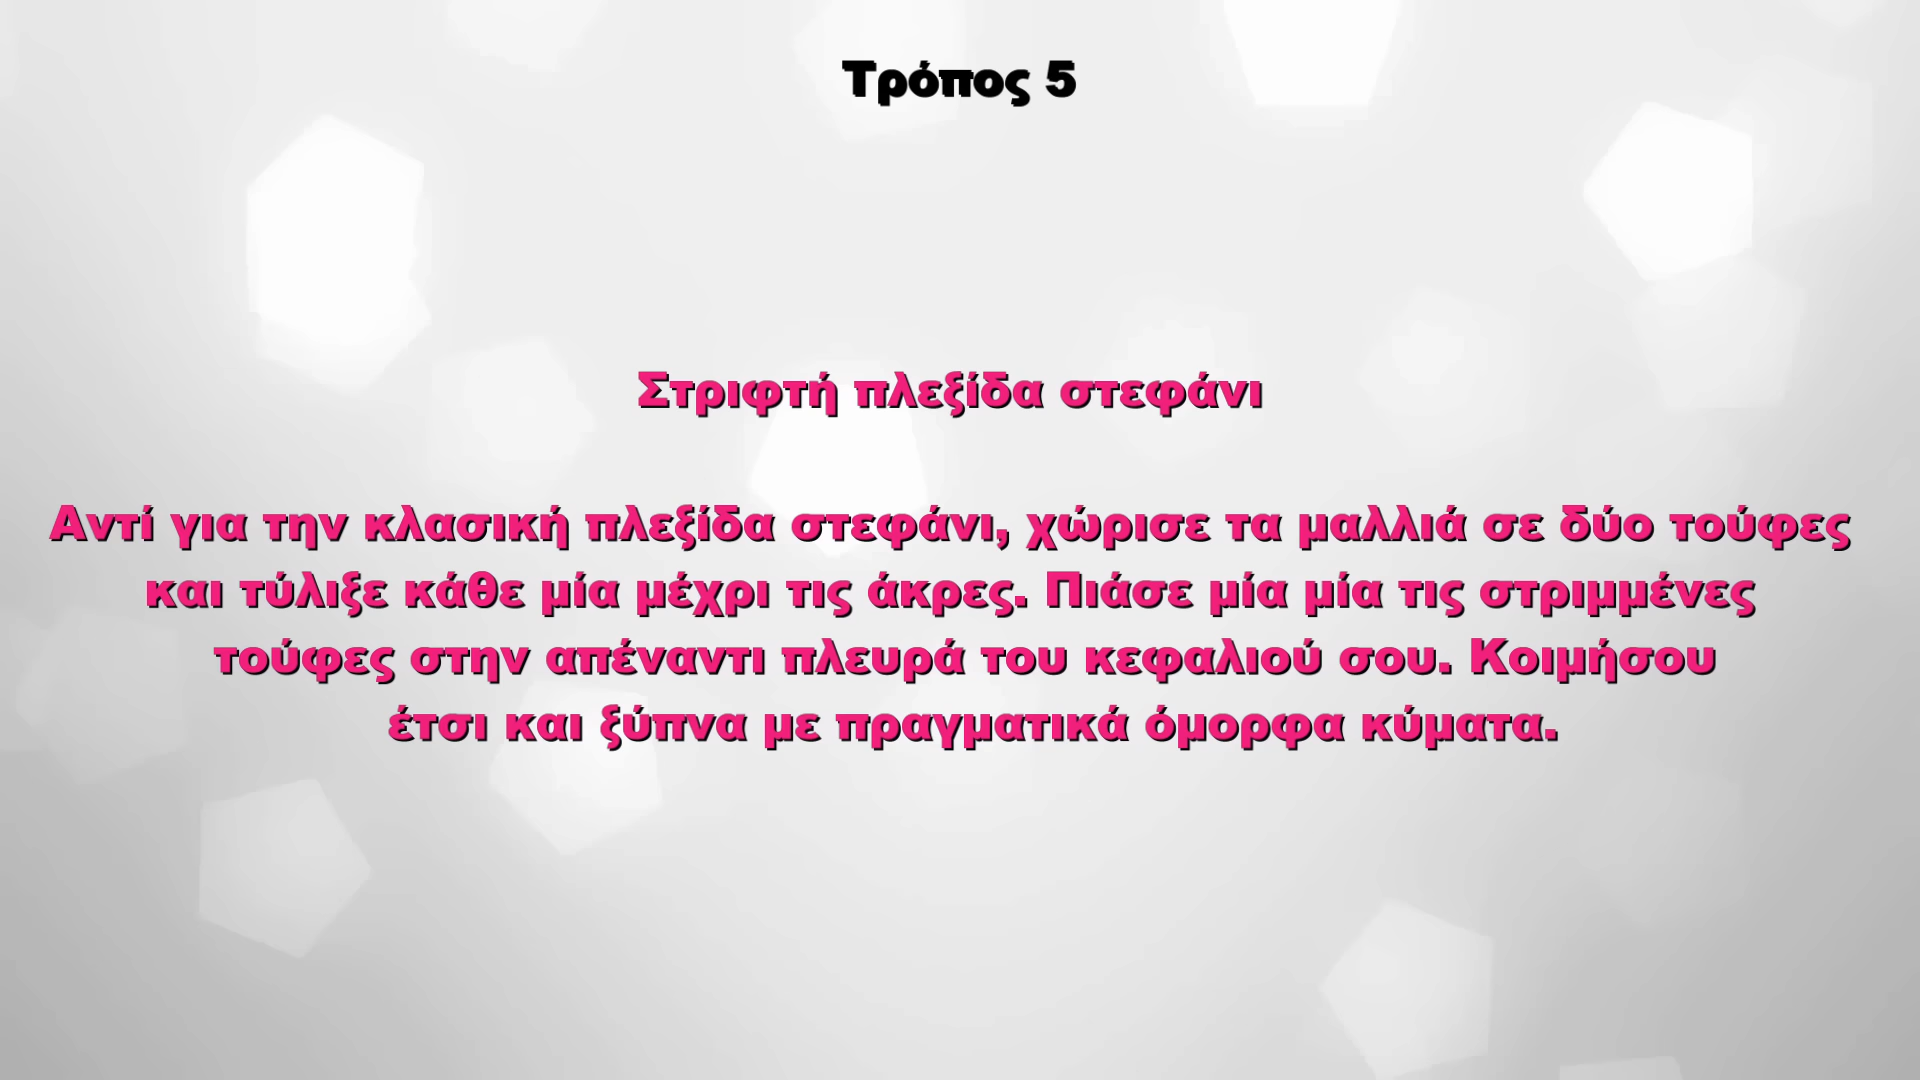 Τρόπος 5
Στριφτή πλεξίδα στεφάνι
Αντί για την κλασική πλεξίδα στεφάνι, χώρισε τα μαλλιά σε δύο τούφες
και τύλιξε κάθε μία μέχρι τις άκρες. Πιάσε μία μία τις στριμμένες
τούφες στην απέναντι πλευρά του κεφαλιού σου. Κοιμήσου
έτσι και ξύπνα με πραγματικά όμορφα κύματα.